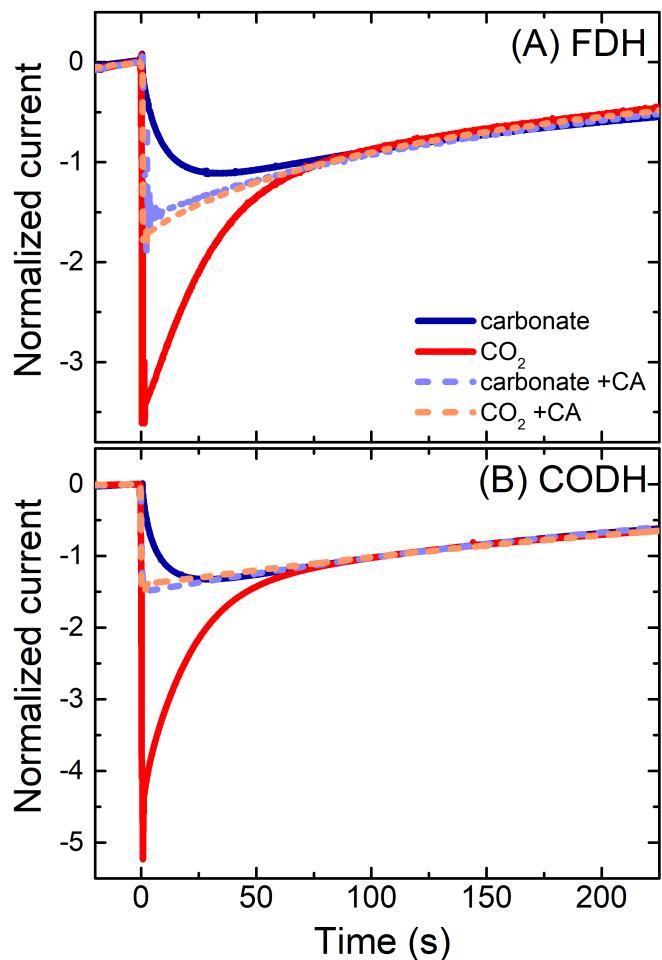 (A) FDH
Normalized current
0
-1
-2
-3
carbonate
CO₂
carbonate +CA
CO₂ +CA
(B) CODH
Normalized current
0
-1
-2
-3
-4
-5
0 50 100 150 200
Time (s)